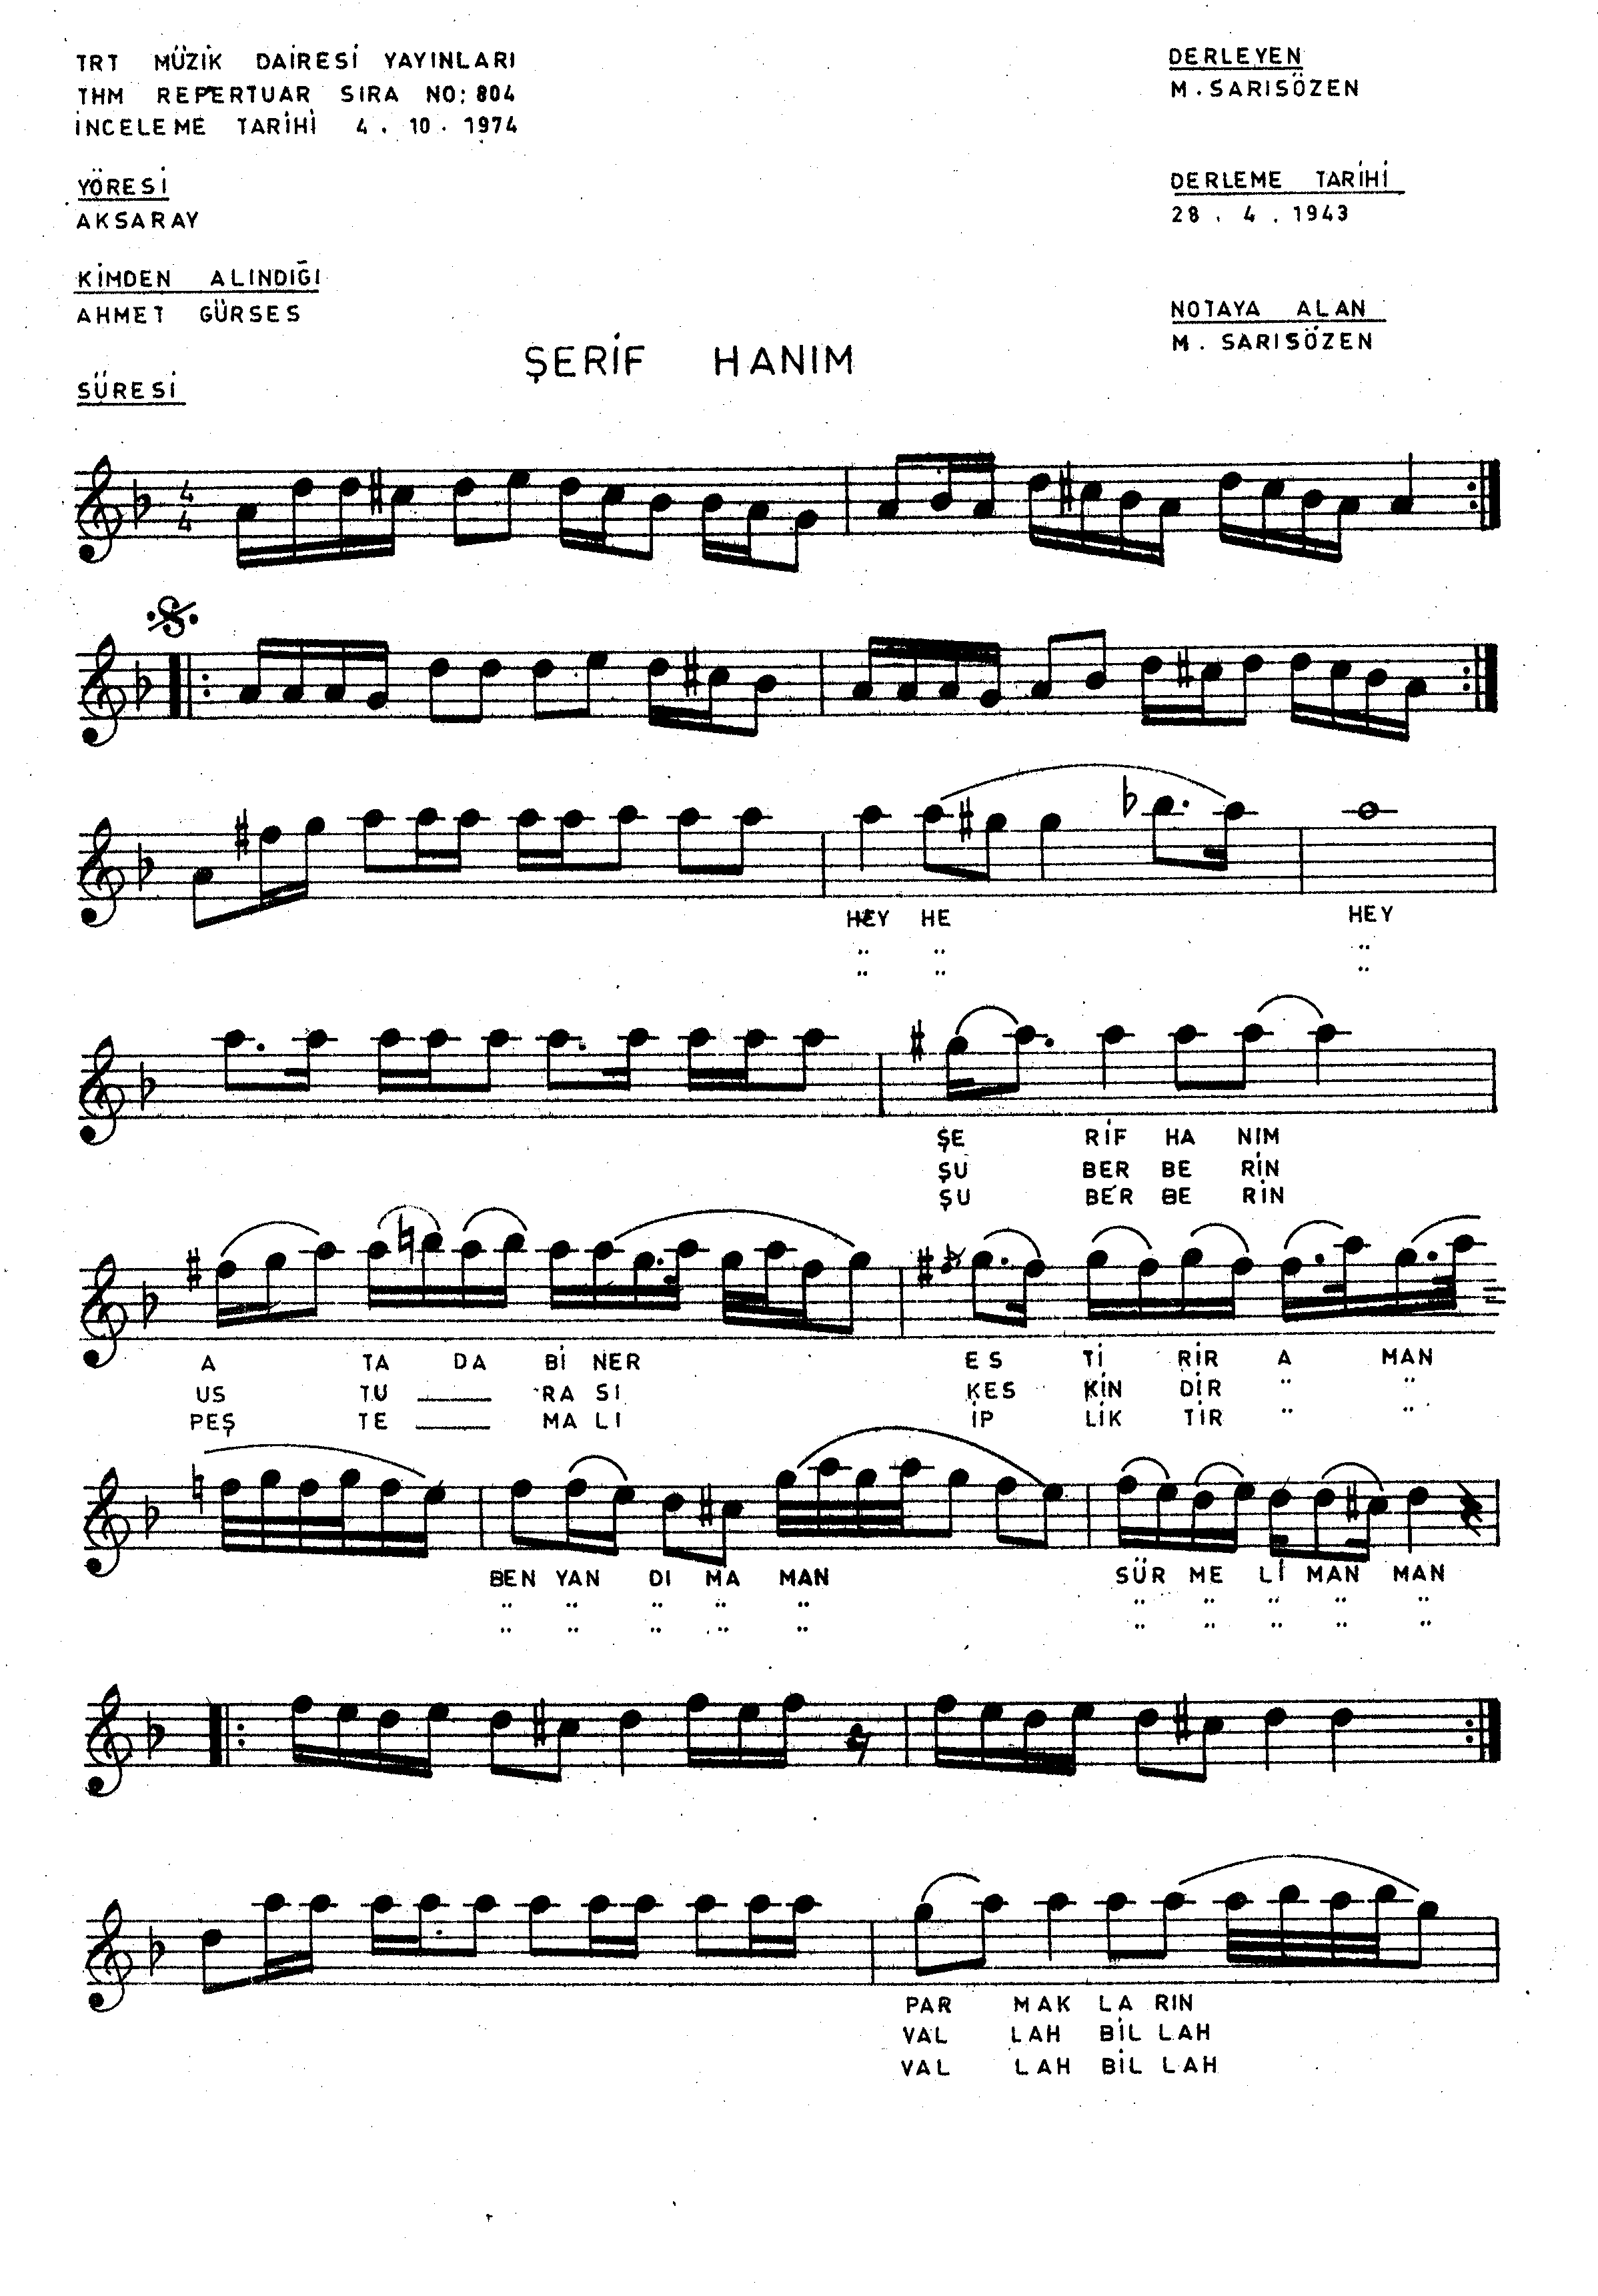 TRT MÜZİK DAİRESİ YAYINLARI
THM REPERTUAR SIRA NO: 804
İNCELEME TARİHİ 4 . 10 . 1974
YÖRESİ
AKSARAY
KİMDEN ALINDIĞI
AHMET GÜRSES
SÜRESİ
DERLEYEN
M . SARISÖZEN
DERLEME TARİHİ
28 . 4 . 1943
NOTAYA ALAN
M . SARISÖZEN
ŞERİF HANIM
4
4
HEY HE HEY
" " "
" " "
ŞE RİF HA NIM
ŞU BER BE RİN
ŞU BER BE RİN
A TA DA BİNER ES Tİ RİR A MAN
US TU ____ RA SI KES KİN DİR " "
PEŞ TE ____ MA LI İP LİK TİR " "
BEN YAN DI MA MAN SÜR ME Lİ MAN MAN
" " " " " " " " " "
" " " " " " " " " "
PAR MAK LA RIN
VAL LAH BİL LAH
VAL LAH BİL LAH